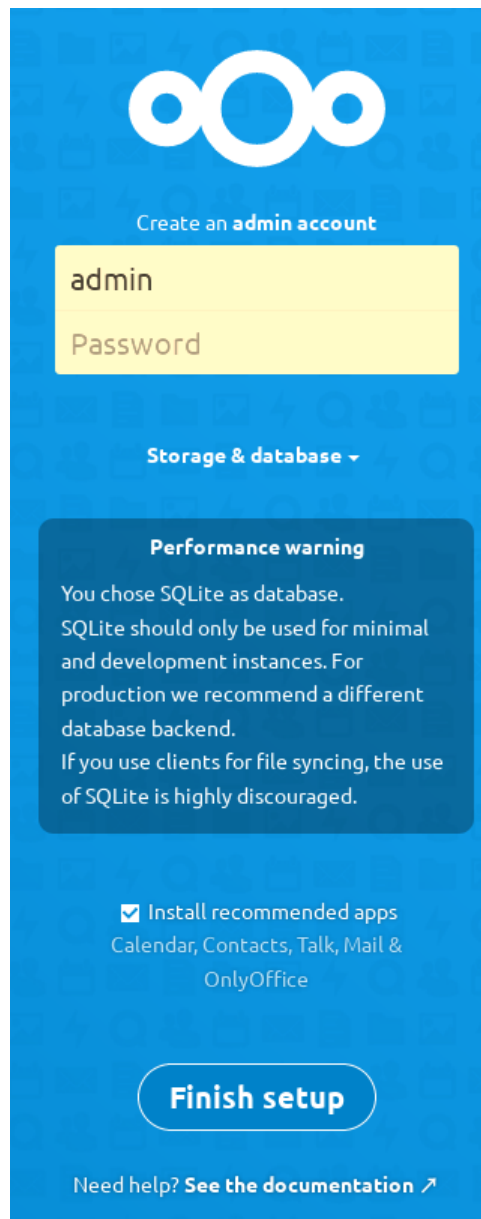 Create an admin account
admin
Password
Storage & database
Performance warning
You chose SQLite as database.
SQLite should only be used for minimal
and development instances. For
production we recommend a different
database backend.
If you use clients for file syncing, the use
of SQLite is highly discouraged.
Install recommended apps
Calendar, Contacts, Talk, Mail &
OnlyOffice
Finish setup
Need help? See the documentation ↗